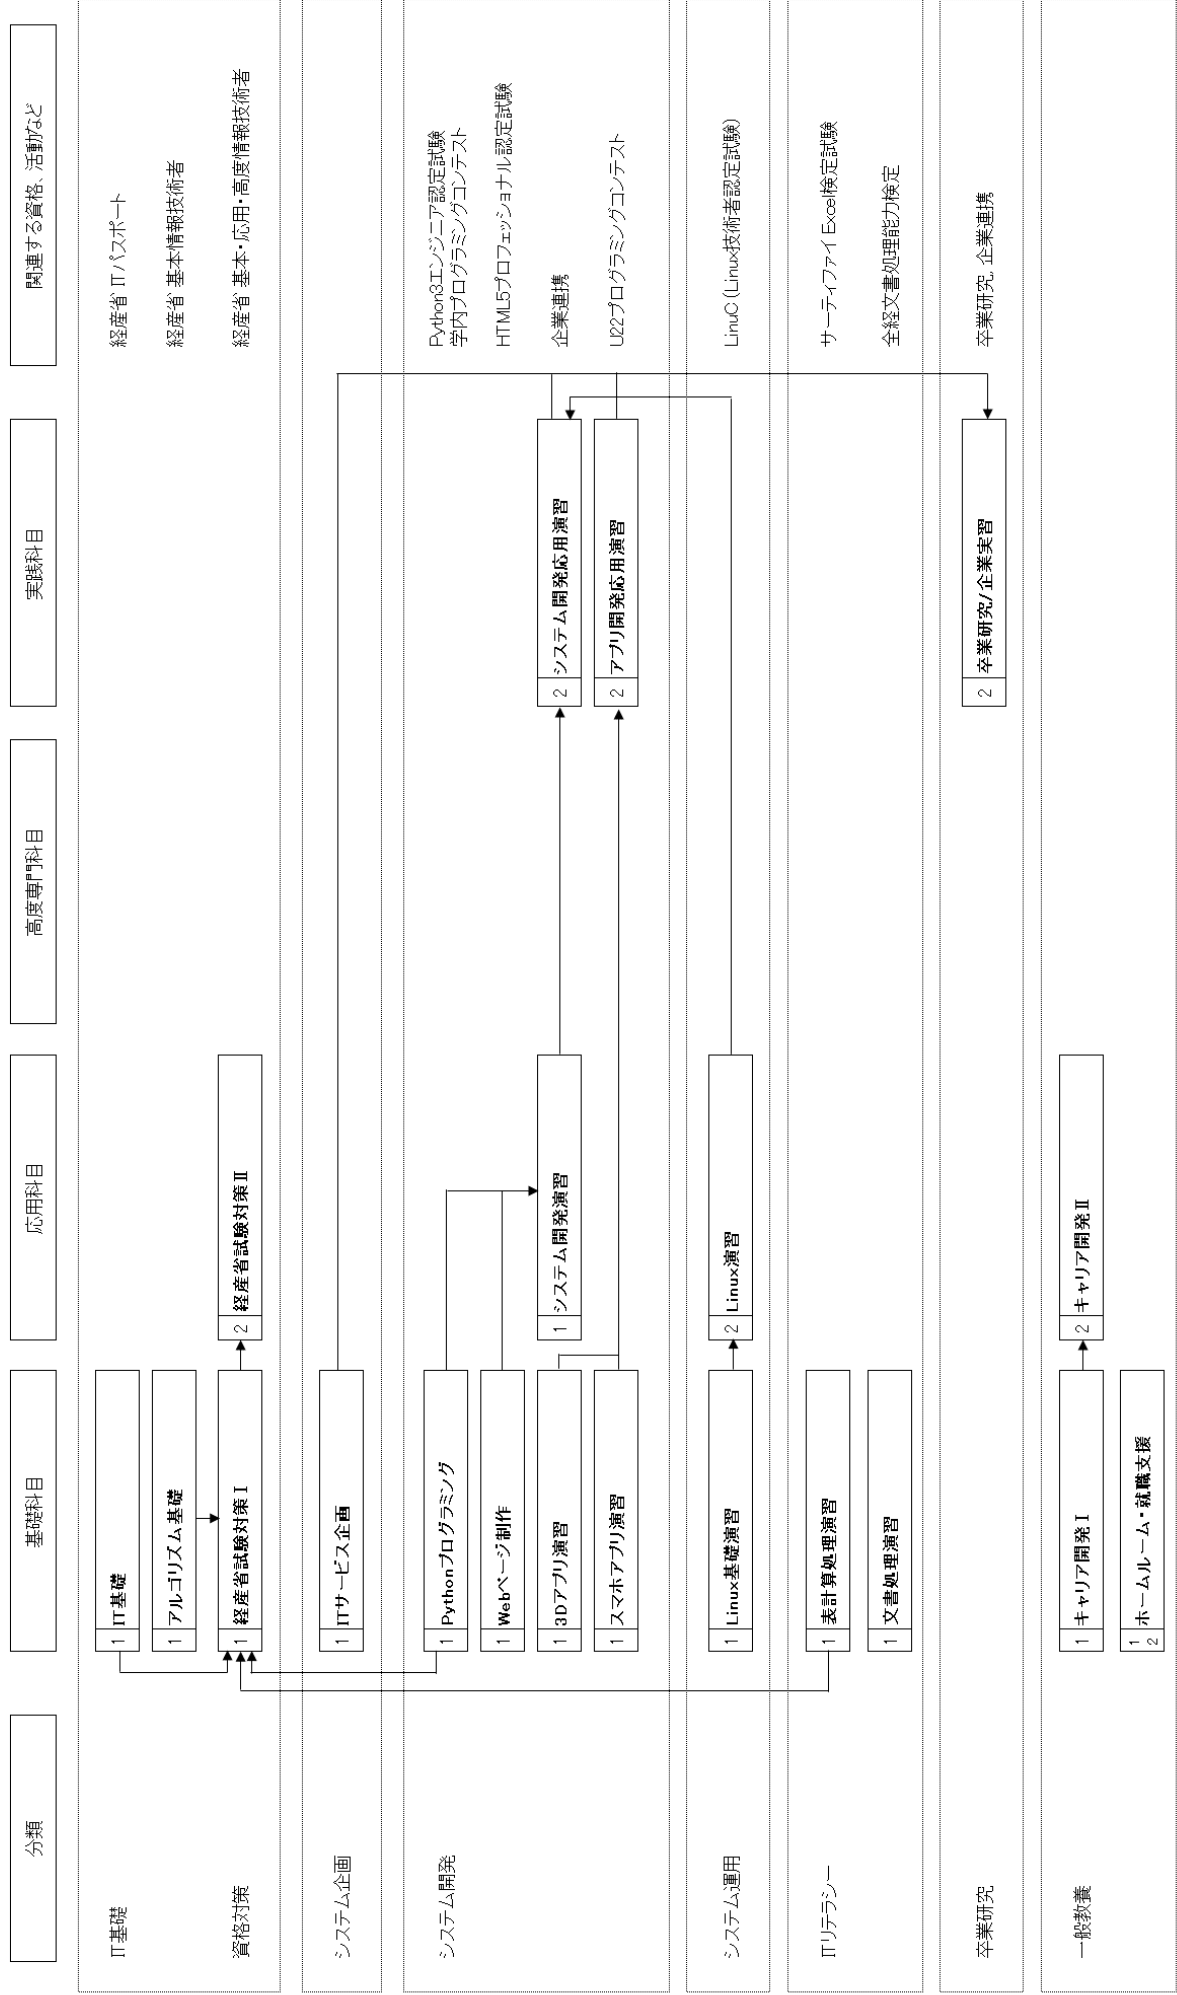 分類
基礎科目
応用科目
高度専門科目
実践科目
関連する資格、活動など
IT基礎
1 IT基礎
経産省 ITパスポート
1 アルゴリズム基礎
経産省 基本情報技術者
資格対策
1 経産省試験対策Ⅰ
2 経産省試験対策Ⅱ
経産省 基本・応用・高度情報技術者
システム企画
1 ITサービス企画
システム開発
1 Pythonプログラミング
Python3エンジニア認定試験
学内プログラミングコンテスト
1 Webページ制作
HTML5プロフェッショナル認定試験
1 3Dアプリ演習
1 システム開発演習
2 システム開発応用演習
企業連携
1 スマホアプリ演習
2 アプリ開発応用演習
U22プログラミングコンテスト
システム運用
1 Linux基礎演習
2 Linux演習
LinuC（Linux技術者認定試験）
ITリテラシー
1 表計算処理演習
サーティファイ Excel検定試験
1 文書処理演習
全経文書処理能力検定
卒業研究
2 卒業研究/企業実習
卒業研究、企業連携
一般教養
1 キャリア開発Ⅰ
2 キャリア開発Ⅱ
1
2
ホームルーム・就職支援